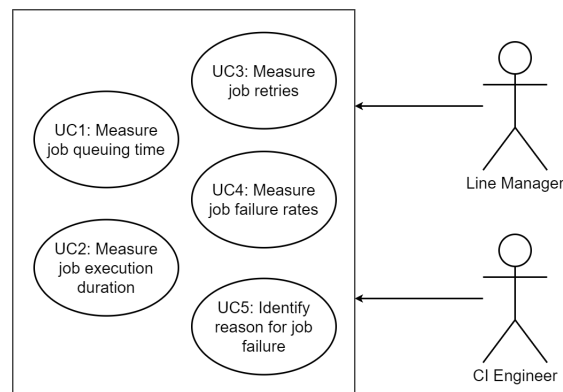 UC3: Measure
job retries
UC1: Measure
job queuing time
UC4: Measure
job failure rates
UC2: Measure
job execution
duration
UC5: Identify
reason for job
failure
Line Manager
CI Engineer